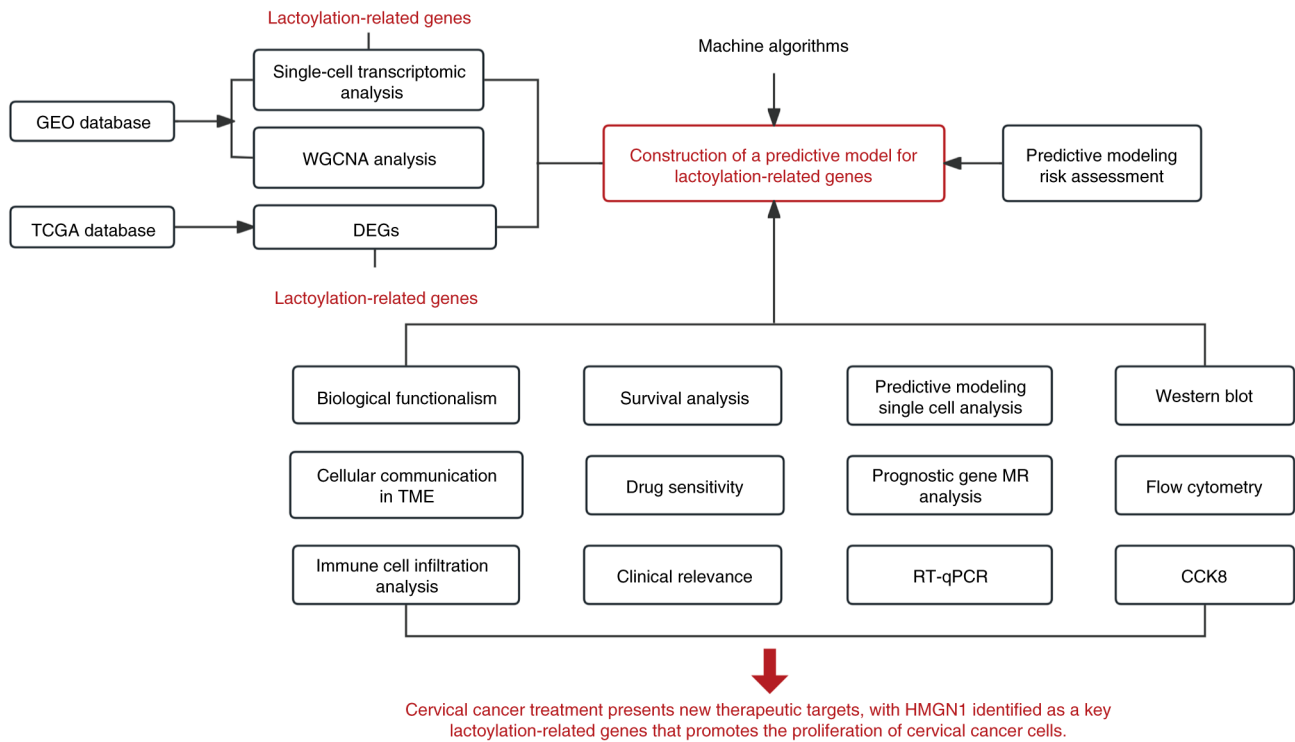 Lactoylation-related genes
Machine algorithms
Single-cell transcriptomic
analysis
GEO database
WGCNA analysis
Construction of a predictive model for
lactoylation-related genes
Predictive modeling
risk assessment
TCGA database
DEGs
Lactoylation-related genes
Biological functionalism
Survival analysis
Predictive modeling
single cell analysis
Western blot
Cellular communication
in TME
Drug sensitivity
Prognostic gene MR
analysis
Flow cytometry
Immune cell infiltration
analysis
Clinical relevance
RT-qPCR
CCK8
Cervical cancer treatment presents new therapeutic targets, with HMGN1 identified as a key
lactoylation-related genes that promotes the proliferation of cervical cancer cells.